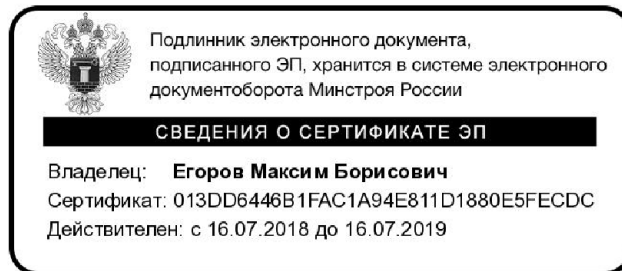 Подлинник электронного документа,
подписанного ЭП, хранится в системе электронного
документоборота Минстроя России
СВЕДЕНИЯ О СЕРТИФИКАТЕ ЭП
Владелец: Егоров Максим Борисович
Сертификат: 013DD6446B1FAC1A94E811D1880E5FECDC
Действителен: с 16.07.2018 до 16.07.2019